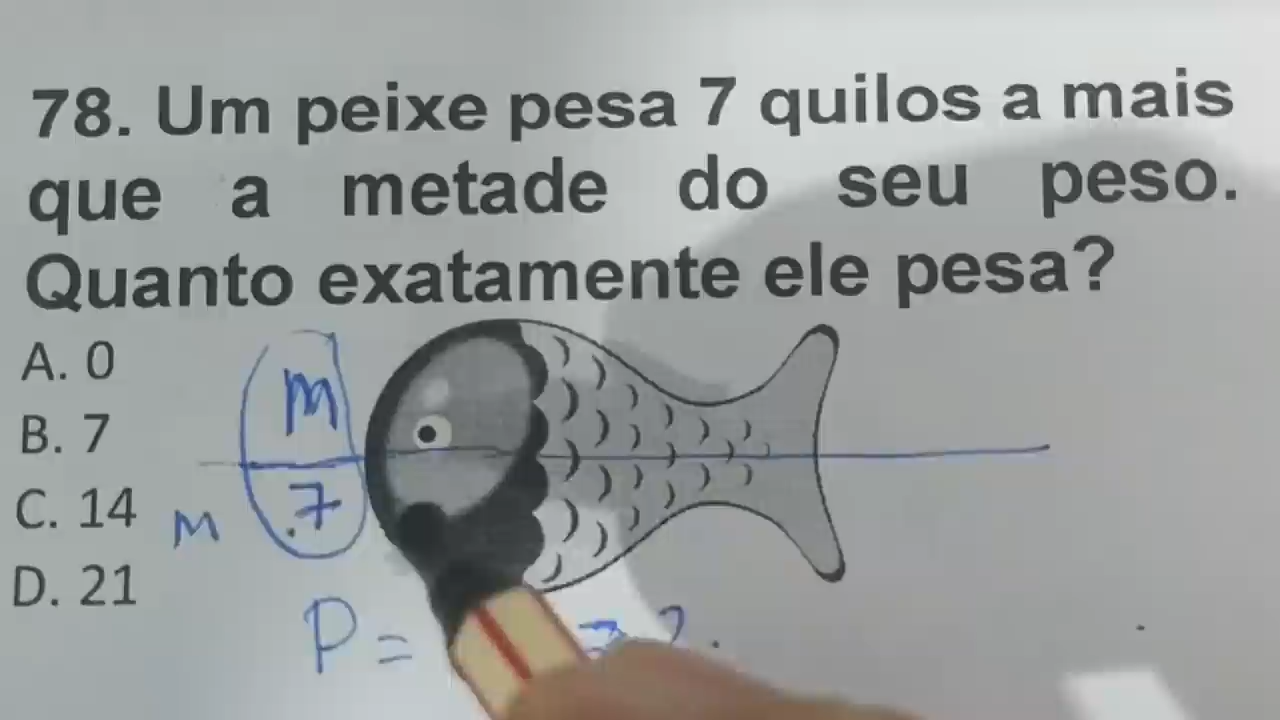 78. Um peixe pesa 7 quilos a mais
que a metade do seu peso.
Quanto exatamente ele pesa?
A. 0
B. 7
C. 14
D. 21
m
.7
M
P = ?.